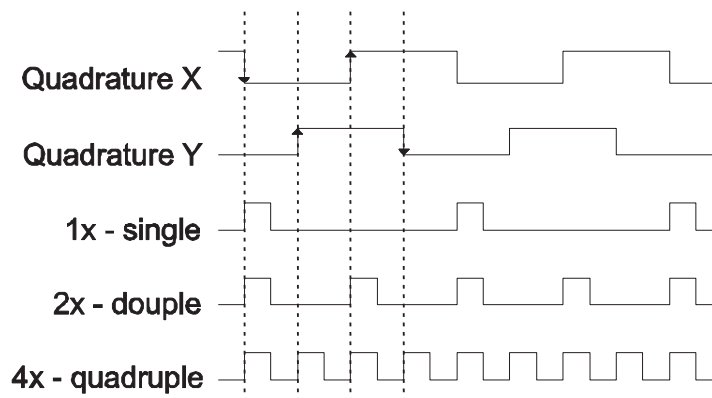 Quadrature X
Quadrature Y
1x - single
2x - douple
4x - quadruple